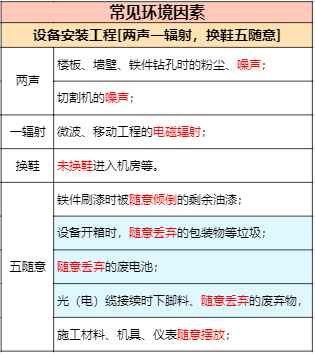 常见环境因素
设备安装工程[两声一辐射，换鞋五随意]
两声
楼板、墙壁、铁件钻孔时的粉尘、噪声；
切割机的噪声；
一辐射
微波、移动工程的电磁辐射；
换鞋
未换鞋进入机房等。
五随意
铁件刷漆时被随意倾倒的剩余油漆；
设备开箱时，随意丢弃的包装物等垃圾；
随意丢弃的废电池；
光（电）缆接续时下脚料、随意丢弃的废弃物，
施工材料、机具、仪表随意摆放；